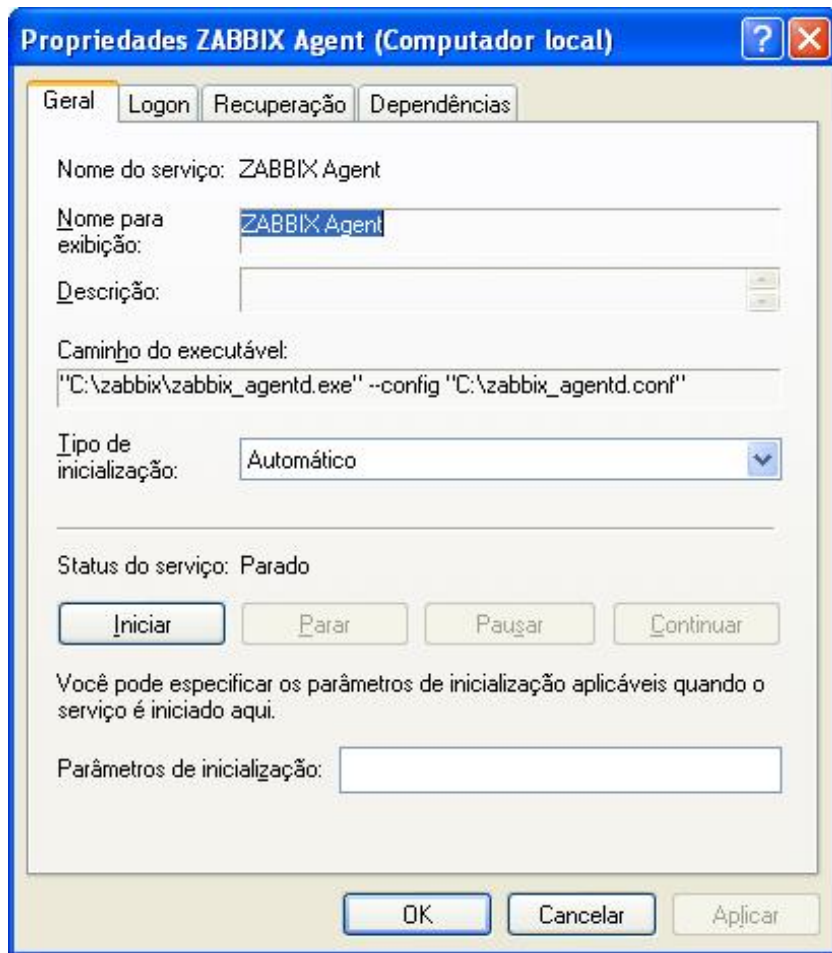 Propriedades ZABBIX Agent (Computador local)
Geral Logon Recuperação Dependências
Nome do serviço: ZABBIX Agent
Nome para exibição: ZABBIX Agent
Descrição:
Caminho do executável:
"C:\zabbix\zabbix_agentd.exe" --config "C:\zabbix_agentd.conf"
Tipo de inicialização: Automático
Status do serviço: Parado
Iniciar Parar Pausar Continuar
Você pode especificar os parâmetros de inicialização aplicáveis quando o
serviço é iniciado aqui.
Parâmetros de inicialização:
OK Cancelar Aplicar